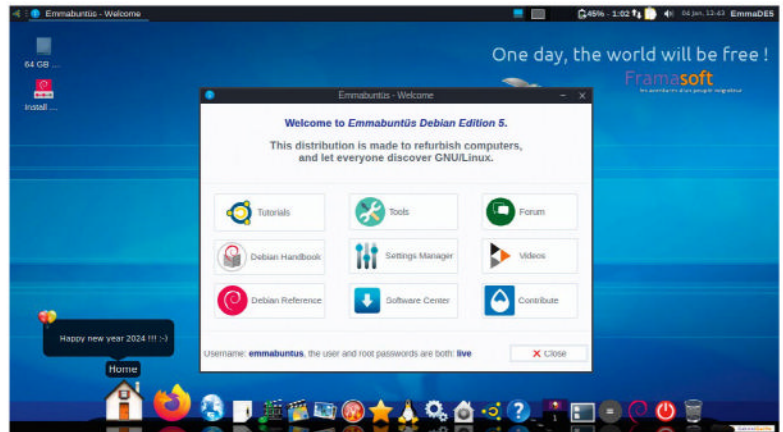 Emmabuntüs - Welcome
45% - 1:02
04 Jan, 13:43 EmmaDE5
64 GB ...
Install ...
One day, the world will be free !
Framasoft
Emmabuntüs - Welcome
Welcome to Emmabuntüs Debian Edition 5.
This distribution is made to refurbish computers,
and let everyone discover GNU/Linux.
Tutorials
Tools
Forum
Debian Handbook
Settings Manager
Videos
Debian Reference
Software Center
Contribute
Username: emmabuntus, the user and root passwords are both: live
Close
Happy new year 2024 !!! :-)
Home
1